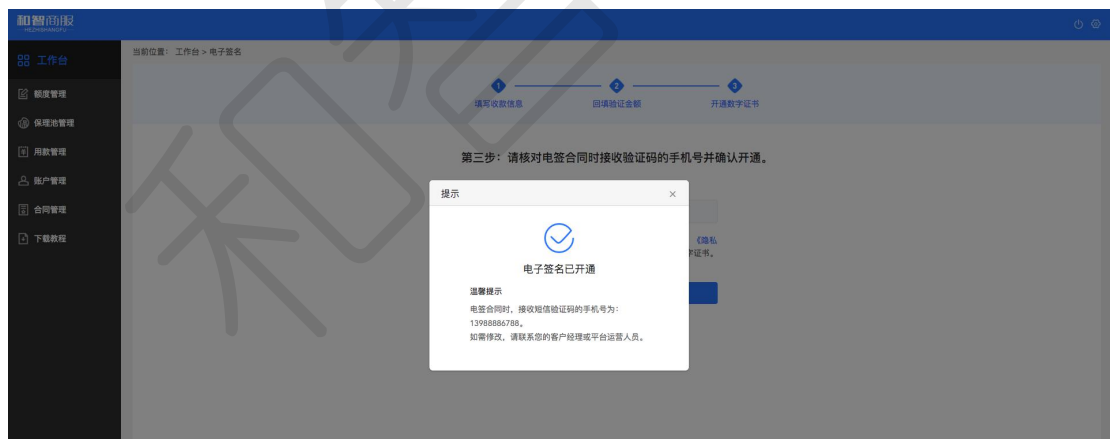 和智商服
HEZHISHANGFU
工作台
当前位置: 工作台 > 电子签名
额度管理
保理池管理
用款管理
账户管理
合同管理
下载教程
1
2
3
填写收款信息
回填验证金额
开通数字证书
第三步: 请核对电签合同时接收验证码的手机号并确认开通。
提示
电子签名已开通
温馨提示
电签合同时, 接收短信验证码的手机号为:
13988886788。
如需修改, 请联系您的客户经理或平台运营人员。
《隐私
字证书。
和智